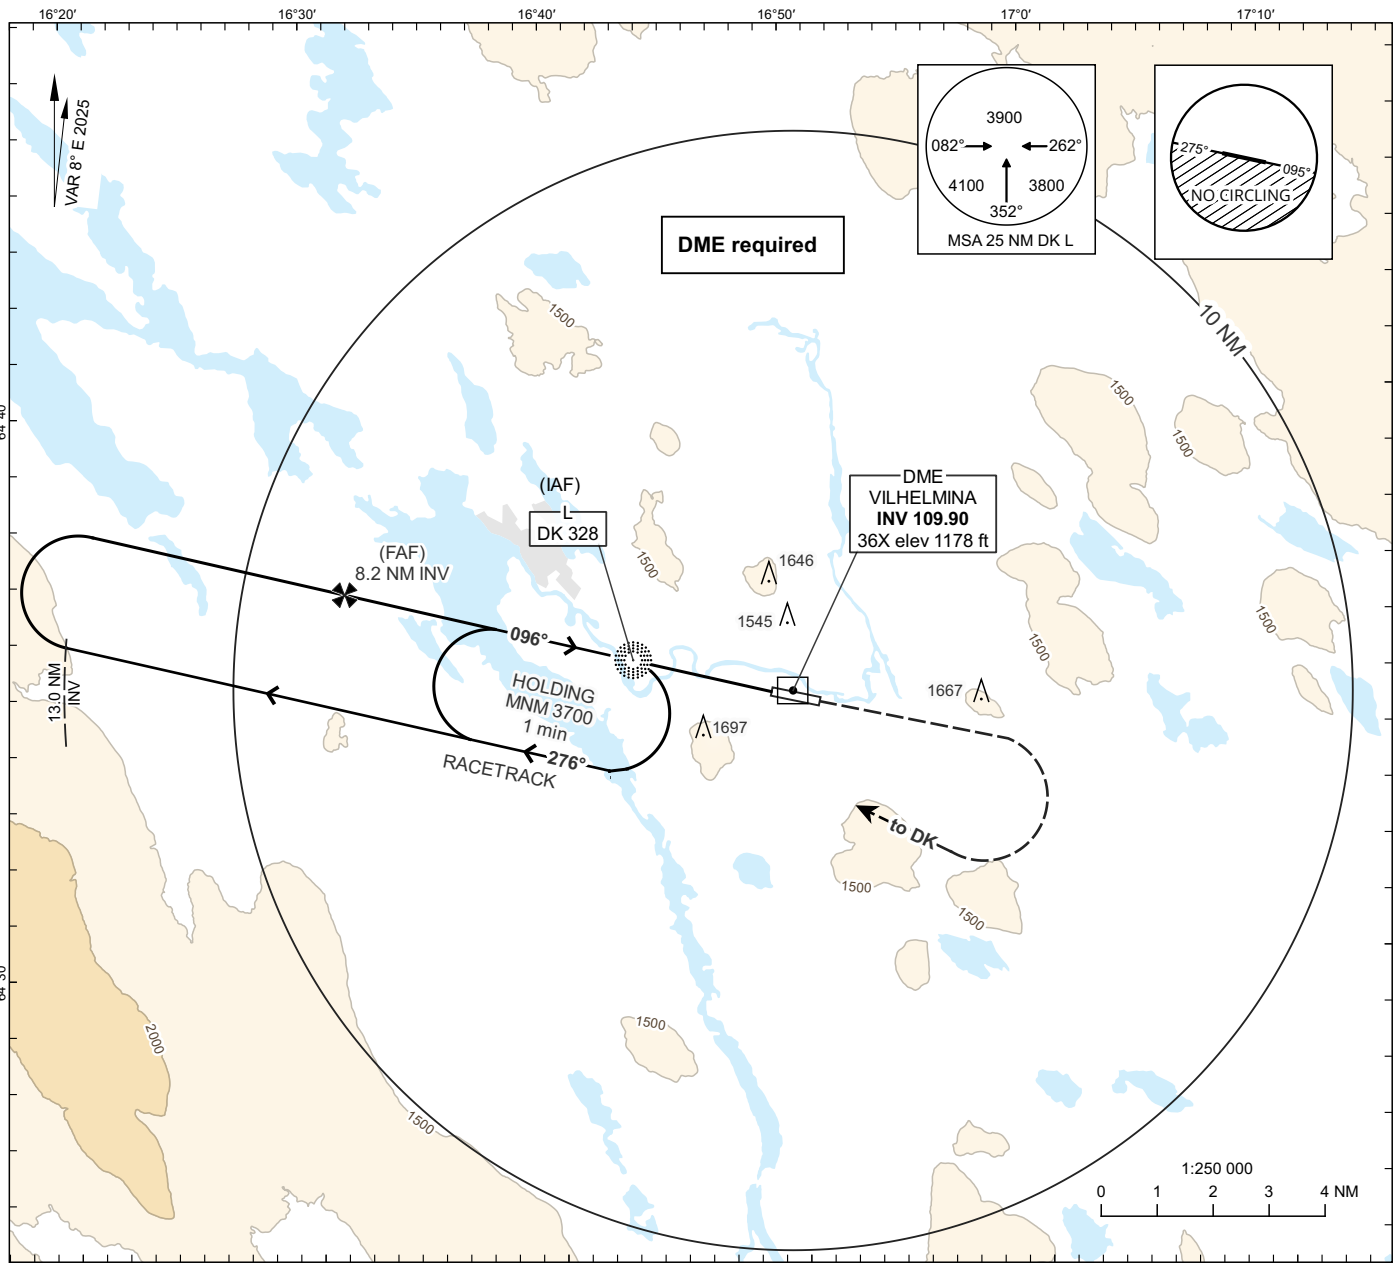 16°20'
16°30'
16°40'
16°50'
17°0'
17°10'
VAR 8° E 2025
3900
082°
262°
4100
3800
352°
MSA 25 NM DK L
275°
095°
NO CIRCLING
DME required
10 NM
1500
1500
1500
64°40'
(IAF)
L
DK 328
DME
VILHELMINA
INV 109.90
36X elev 1178 ft
(FAF)
8.2 NM INV
1500
1646
1545
1500
1500
096°
13.0 NM
INV
HOLDING
MNM 3700
1 min
276°
RACETRACK
1667
1697
to DK
1500
1500
64°30'
2000
1500
1500
1:250 000
0 1 2 3 4 NM